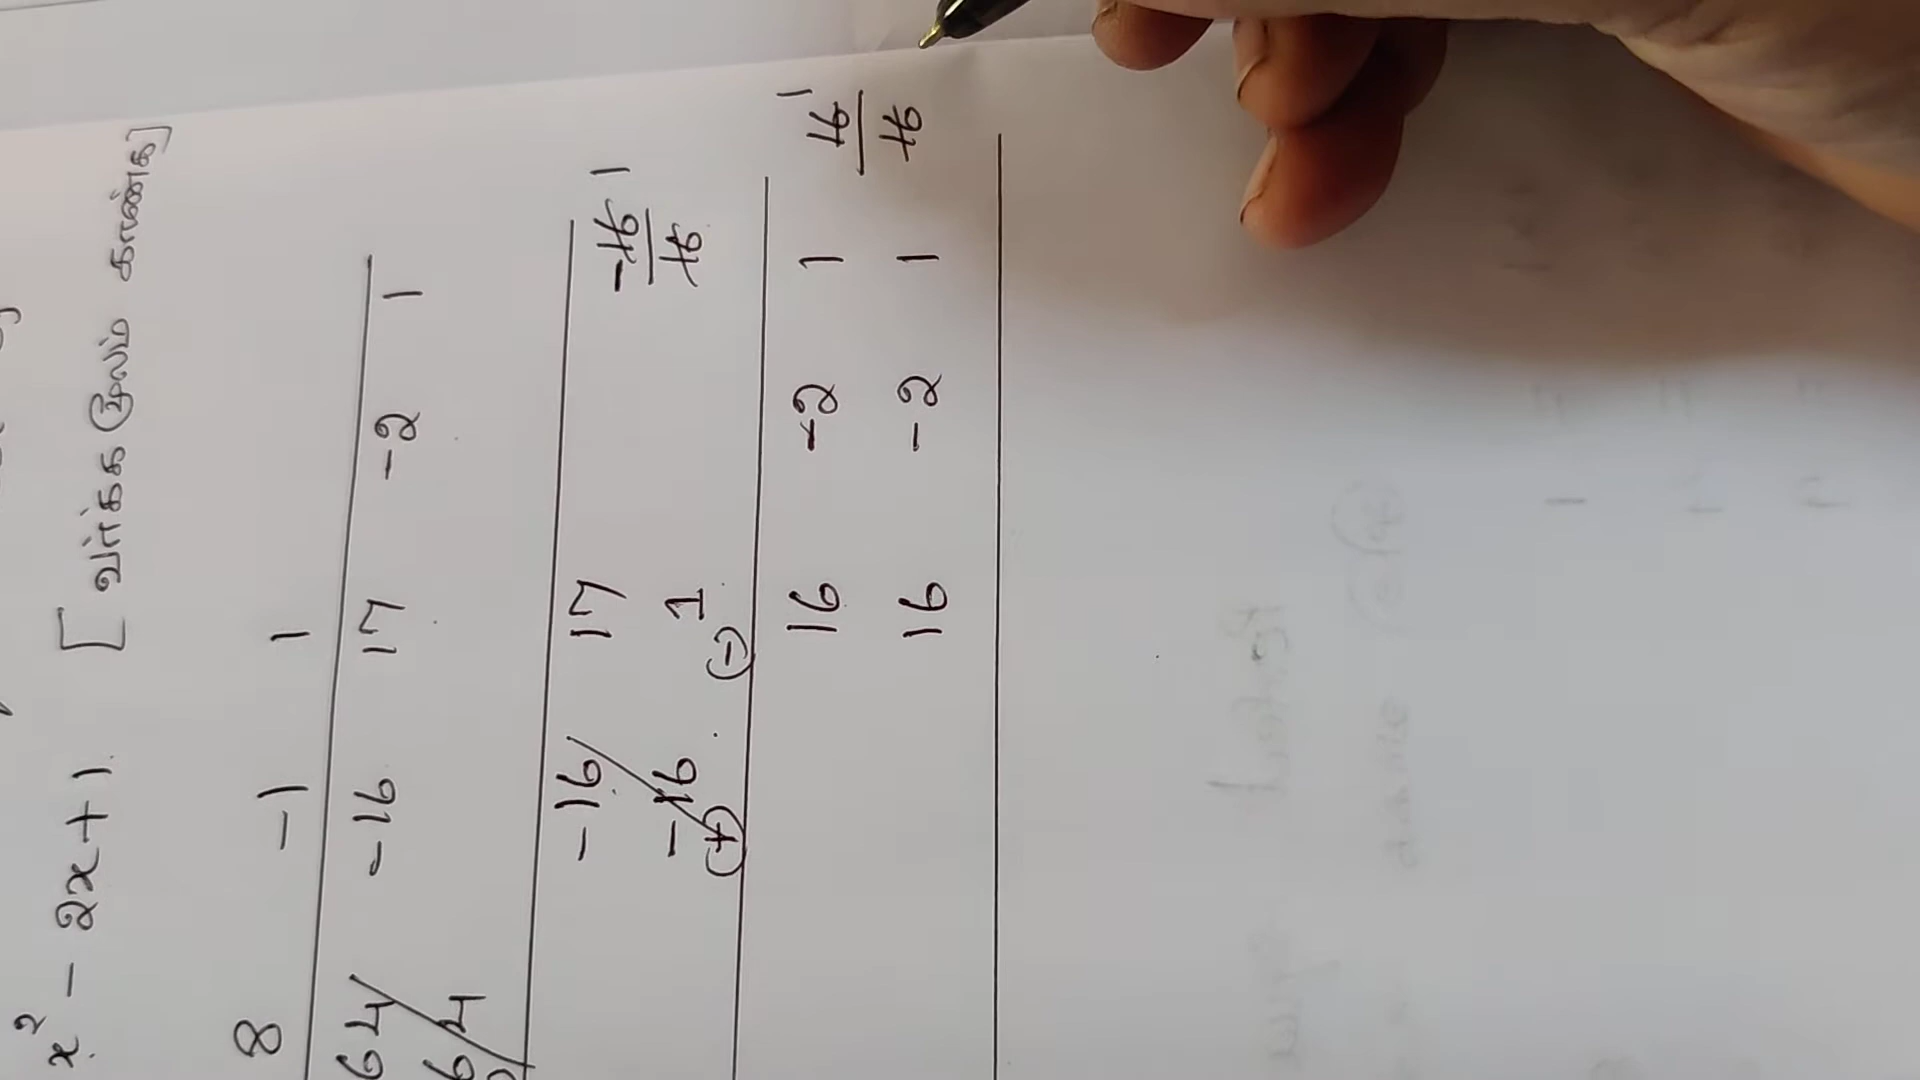 x² - 2x + 1 [வர்க்க மூலம் காண்க]
8 -1 1
64 -16 17 -2 1
64
-16 17 -16/16 1
-16 1
(+) (-)
16 -2 1 16/16 1
16 -2 1